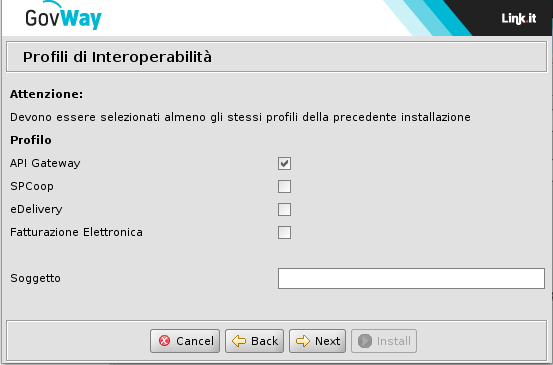 GovWay
Link.it
Profili di Interoperabilità
Attenzione:
Devono essere selezionati almeno gli stessi profili della precedente installazione
Profilo
API Gateway
SPCoop
eDelivery
Fatturazione Elettronica
Soggetto
Cancel Back Next Install